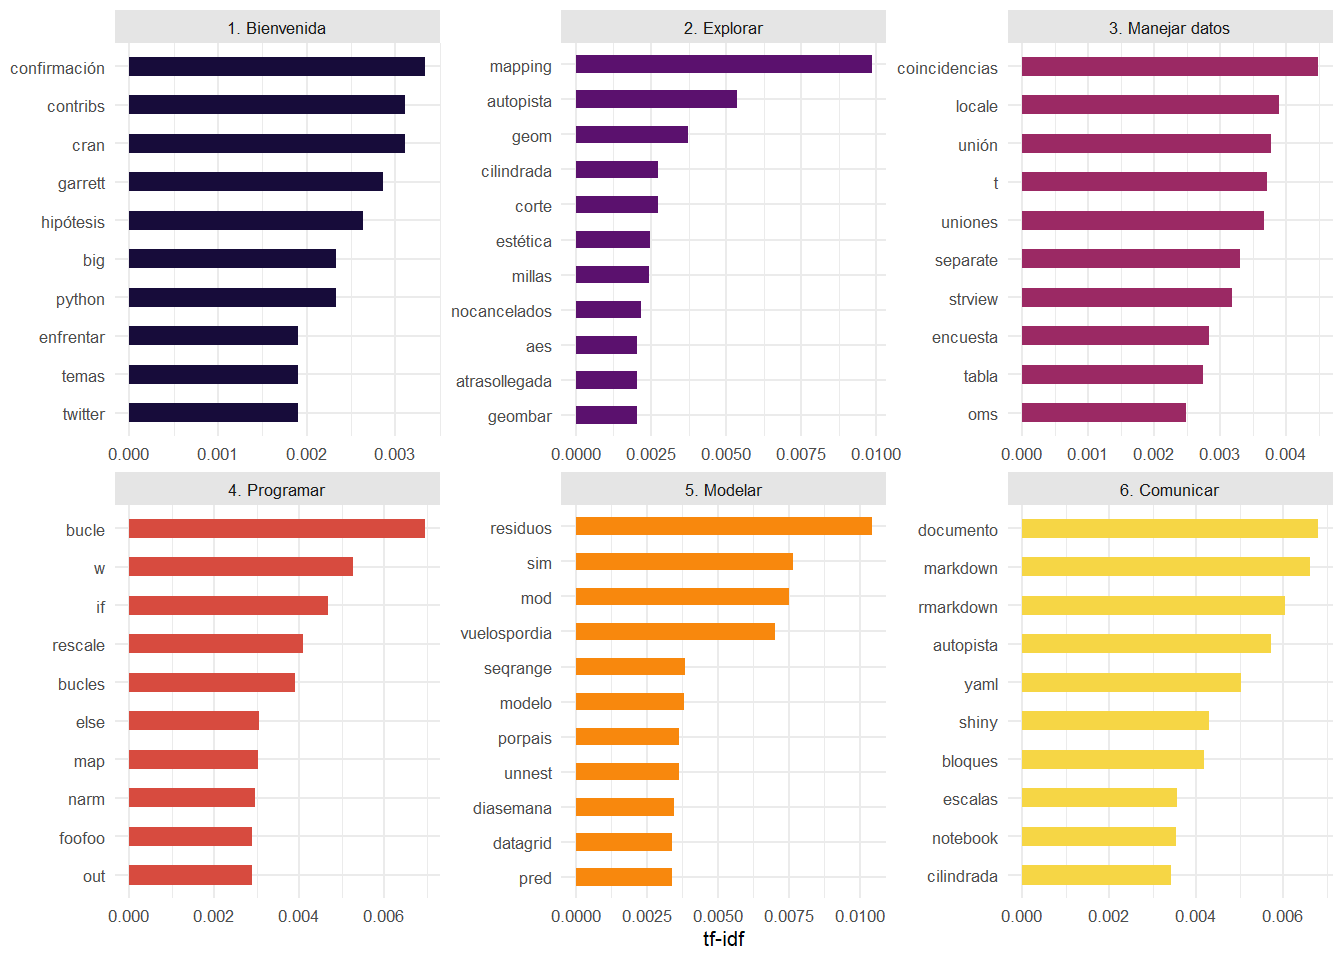 1. Bienvenida
confirmación
contribs
cran
garrett
hipótesis
big
python
enfrentar
temas
twitter
0.000 0.001 0.002 0.003
2. Explorar
mapping
autopista
geom
cilindrada
corte
estética
millas
nocancelados
aes
atrasollegada
geombar
0.0000 0.0025 0.0050 0.0075 0.0100
3. Manejar datos
coincidencias
locale
unión
t
uniones
separate
strview
encuesta
tabla
oms
0.000 0.001 0.002 0.003 0.004
4. Programar
bucle
w
if
rescale
bucles
else
map
narm
foofoo
out
0.000 0.002 0.004 0.006
5. Modelar
residuos
sim
mod
vuelospordia
seqrange
modelo
porpais
unnest
diasemana
datagrid
pred
0.0000 0.0025 0.0050 0.0075 0.0100
6. Comunicar
documento
markdown
rmarkdown
autopista
yaml
shiny
bloques
escalas
notebook
cilindrada
0.000 0.002 0.004 0.006
tf-idf